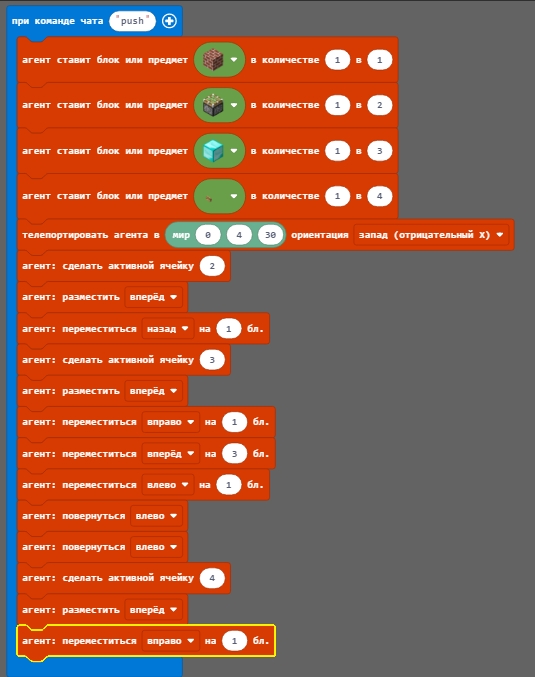 при команде чата "push"
агент ставит блок или предмет в количестве 1 в 1
агент ставит блок или предмет в количестве 1 в 2
агент ставит блок или предмет в количестве 1 в 3
агент ставит блок или предмет в количестве 1 в 4
телепортировать агента в мир 0 4 30 ориентация запад (отрицательный X)
агент: сделать активной ячейку 2
агент: разместить вперёд
агент: переместиться назад на 1 бл.
агент: сделать активной ячейку 3
агент: разместить вперёд
агент: переместиться вправо на 1 бл.
агент: переместиться вперёд на 3 бл.
агент: переместиться влево на 1 бл.
агент: повернуться влево
агент: повернуться влево
агент: сделать активной ячейку 4
агент: разместить вперёд
агент: переместиться вправо на 1 бл.